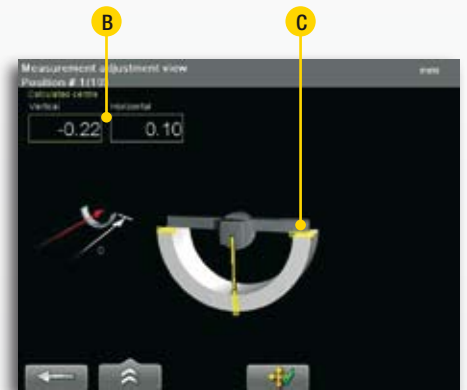 B
C
Measurement adjustment view
mm
Position # 1(10)
Calculated centre
Vertical
Horizontal
-0.22
0.10